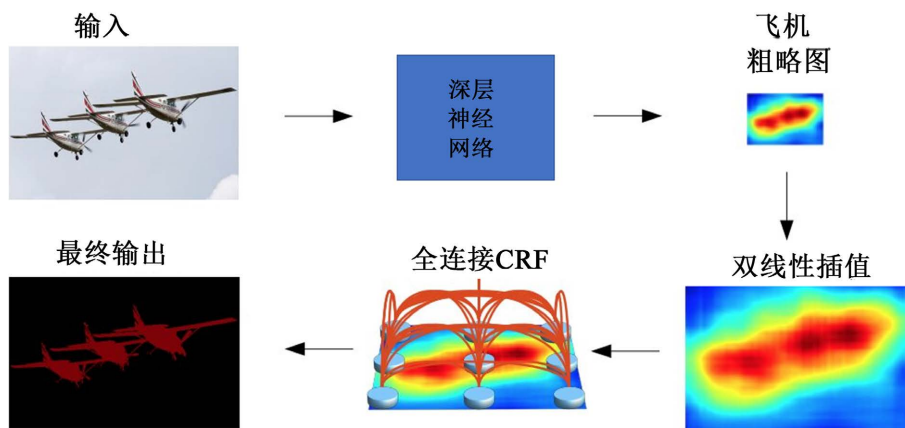 输入
深层
神经
网络
飞机
粗略图
双线性插值
全连接CRF
最终输出